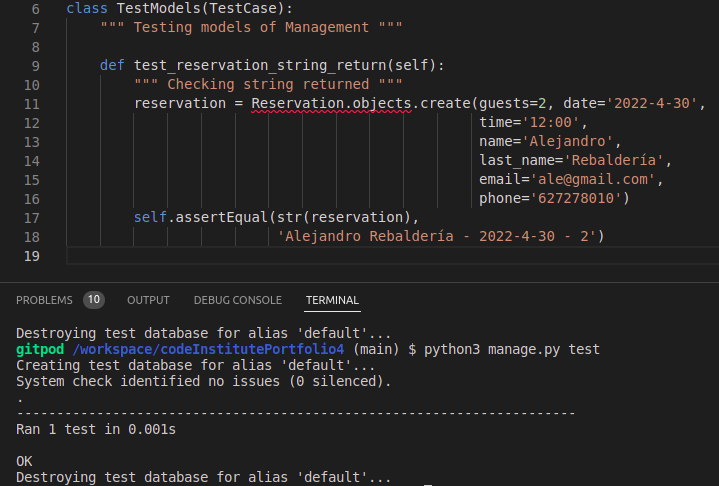 6 class TestModels(TestCase):
7 """ Testing models of Management """
8
9 def test_reservation_string_return(self):
10 """ Checking string returned """
11 reservation = Reservation.objects.create(guests=2, date='2022-4-30',
12 time='12:00',
13 name='Alejandro',
14 last_name='Rebaldería',
15 email='ale@gmail.com',
16 phone='627278010')
17 self.assertEqual(str(reservation),
18 'Alejandro Rebaldería - 2022-4-30 - 2')
19
PROBLEMS 10 OUTPUT DEBUG CONSOLE TERMINAL
Destroying test database for alias 'default'...
gitpod /workspace/codeInstitutePortfolio4 (main) $ python3 manage.py test
Creating test database for alias 'default'...
System check identified no issues (0 silenced).
.
----------------------------------------------------------------------
Ran 1 test in 0.001s
OK
Destroying test database for alias 'default'...